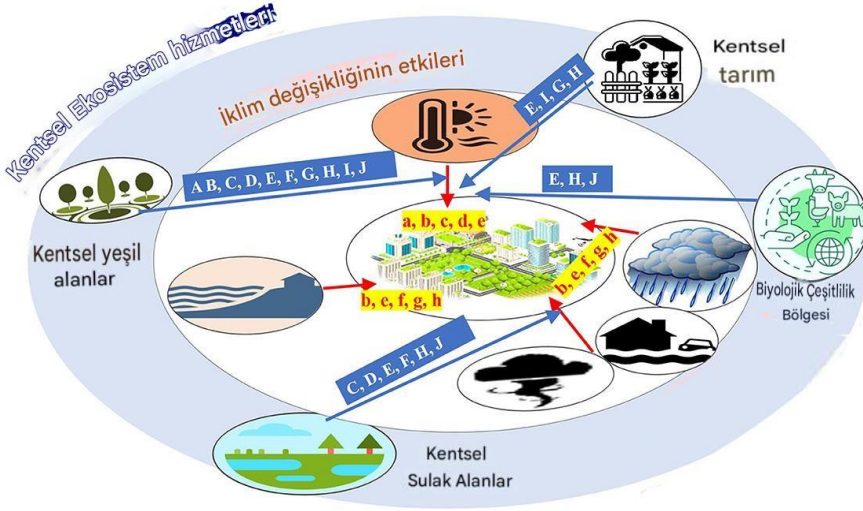 Kentsel Ekosistem hizmetleri
İklim değişikliğinin etkileri
Kentsel
tarım
E, I, G, H
A B, C, D, E, F, G, H, I, J
E, H, J
Kentsel yeşil
alanlar
a, b, c, d, e
b, e, f, g, h
b, e, f, g, h
Biyolojik Çeşitlilik
Bölgesi
C, D, E, F, H, J
Kentsel
Sulak Alanlar